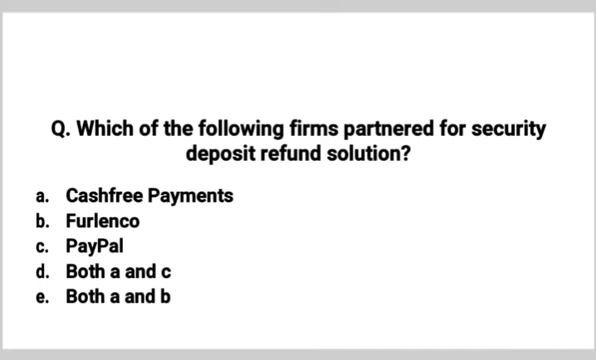 Q. Which of the following firms partnered for security
deposit refund solution?
a. Cashfree Payments
b. Furlenco
c. PayPal
d. Both a and c
e. Both a and b